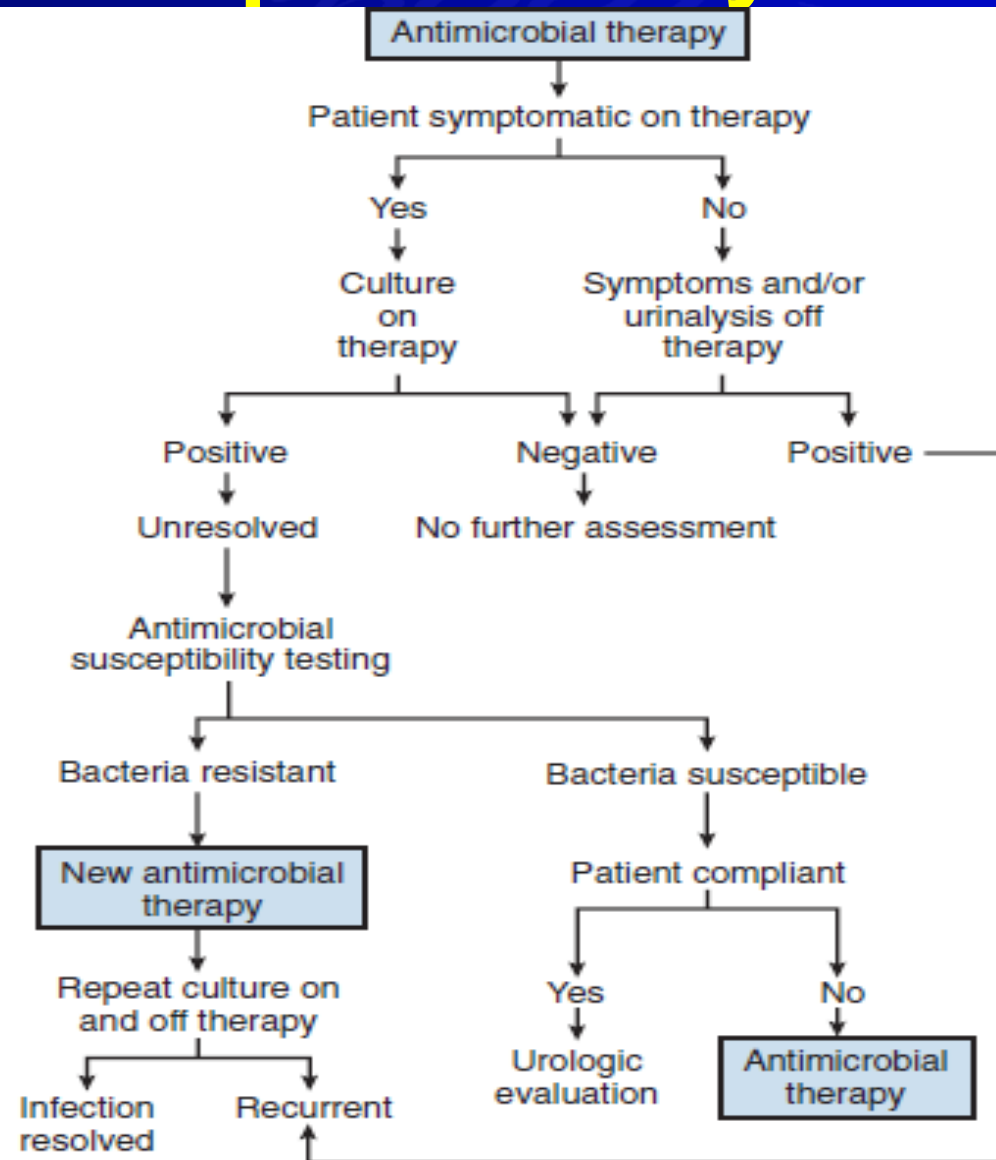 Antimicrobial therapy
Patient symptomatic on therapy
Yes
No
Culture
on
therapy
Symptoms and/or
urinalysis off
therapy
Positive
Negative
Positive
Unresolved
No further assessment
Antimicrobial
susceptibility testing
Bacteria resistant
Bacteria susceptible
New antimicrobial
therapy
Patient compliant
Repeat culture on
and off therapy
Yes
No
Urologic
evaluation
Antimicrobial
therapy
Infection
resolved
Recurrent